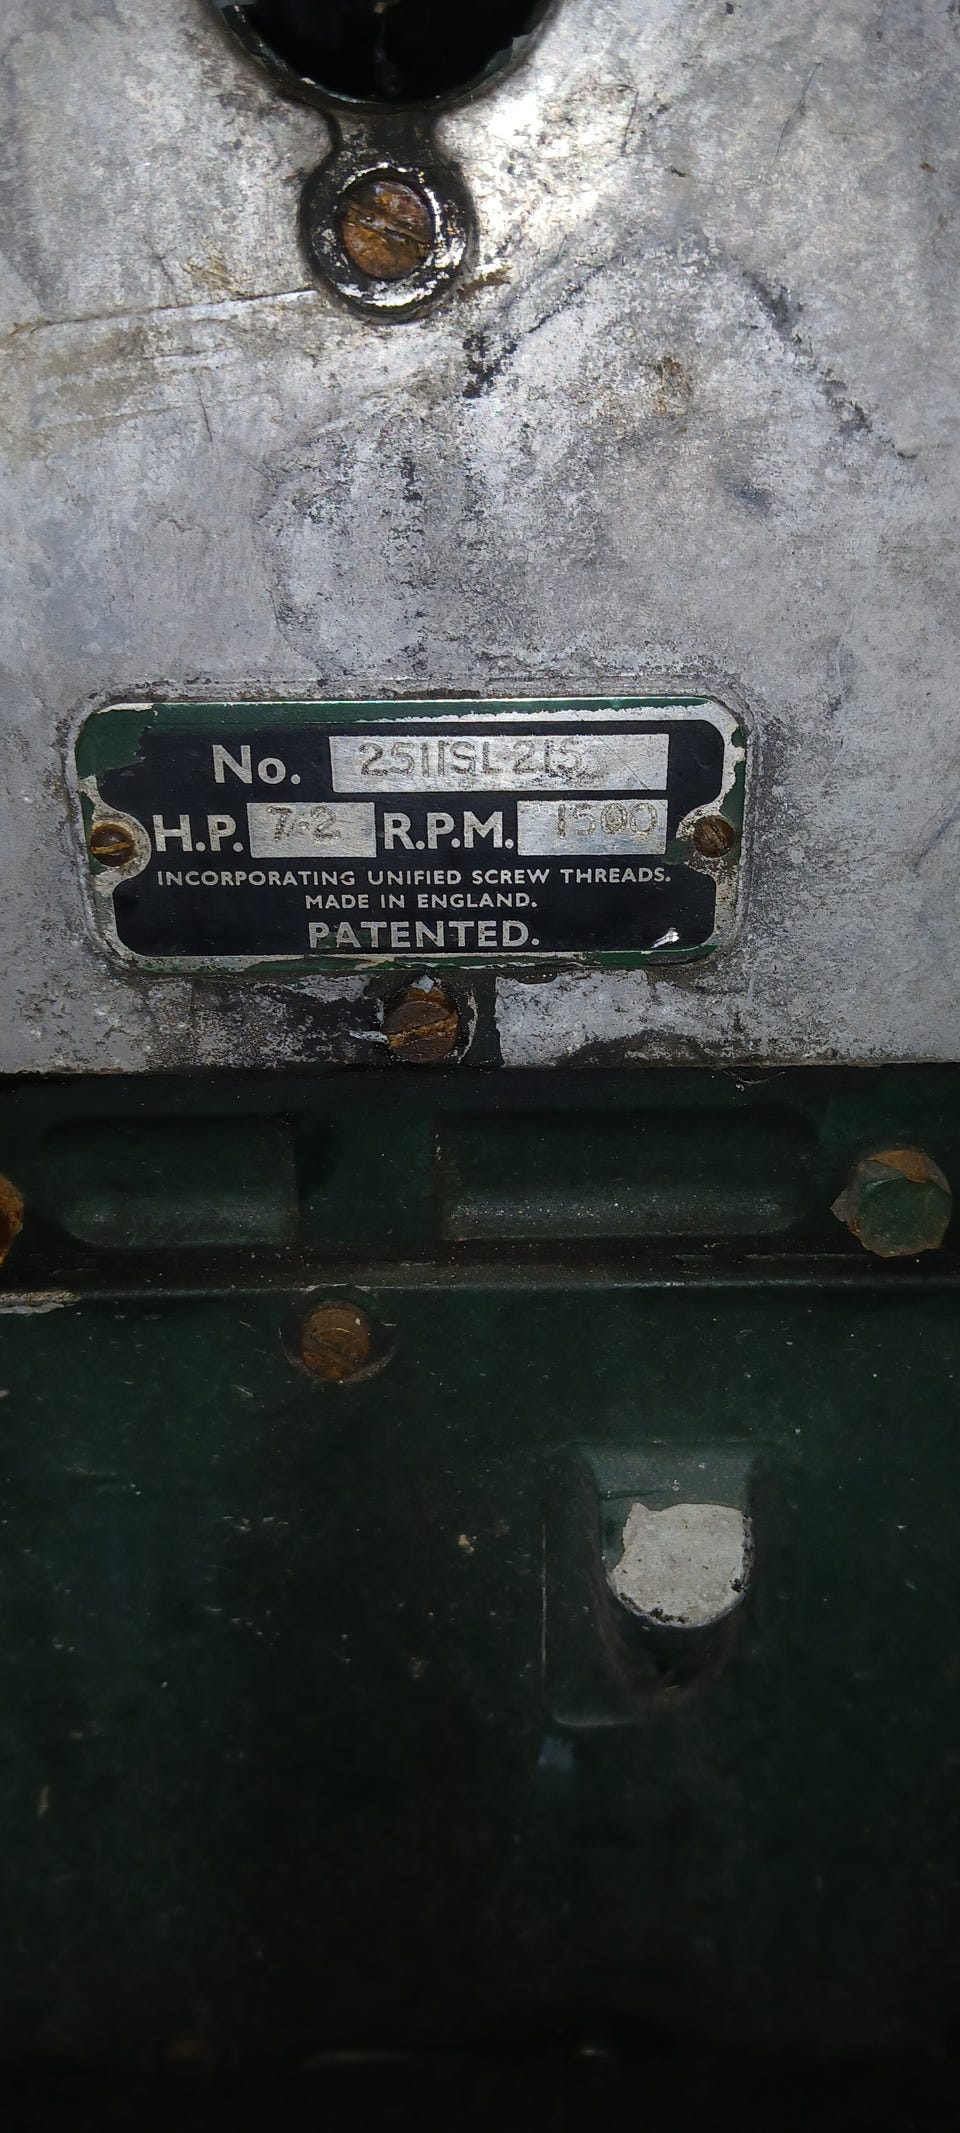 No. 2511SL215
H.P. 7·2 R.P.M. 1500
INCORPORATING UNIFIED SCREW THREADS.
MADE IN ENGLAND.
PATENTED.